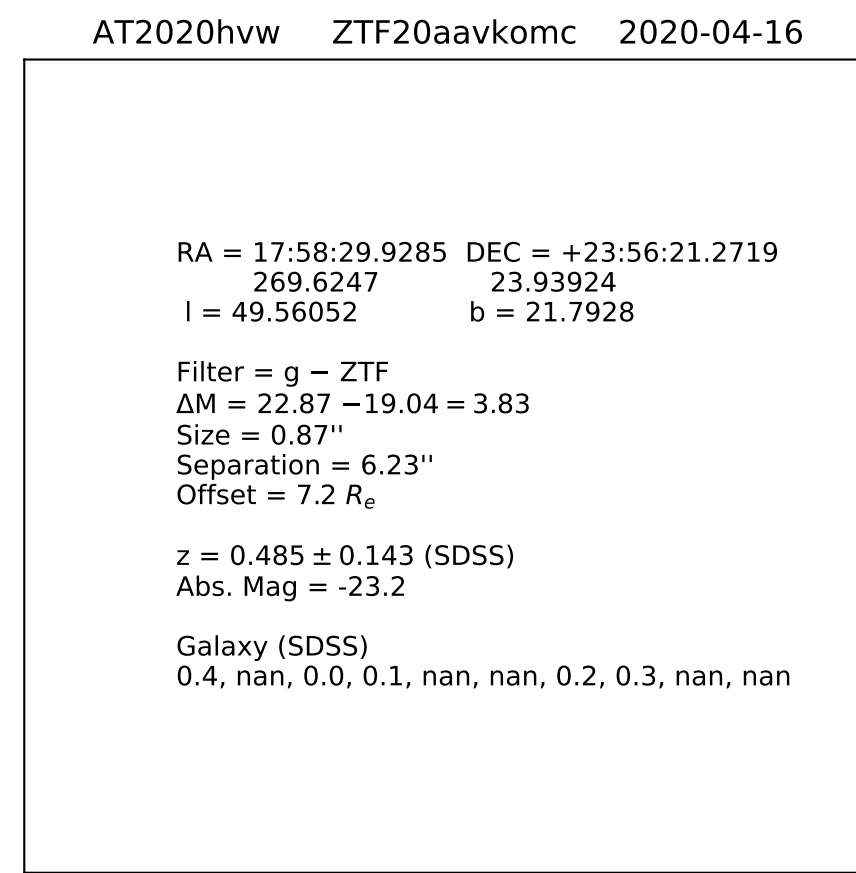 AT2020hvw ZTF20aavkomc 2020-04-16
RA = 17:58:29.9285 DEC = +23:56:21.2719
269.6247 23.93924
l = 49.56052 b = 21.7928
Filter = g − ZTF
ΔM = 22.87 −19.04 = 3.83
Size = 0.87''
Separation = 6.23''
Offset = 7.2 Rₑ
z = 0.485 ± 0.143 (SDSS)
Abs. Mag = -23.2
Galaxy (SDSS)
0.4, nan, 0.0, 0.1, nan, nan, 0.2, 0.3, nan, nan